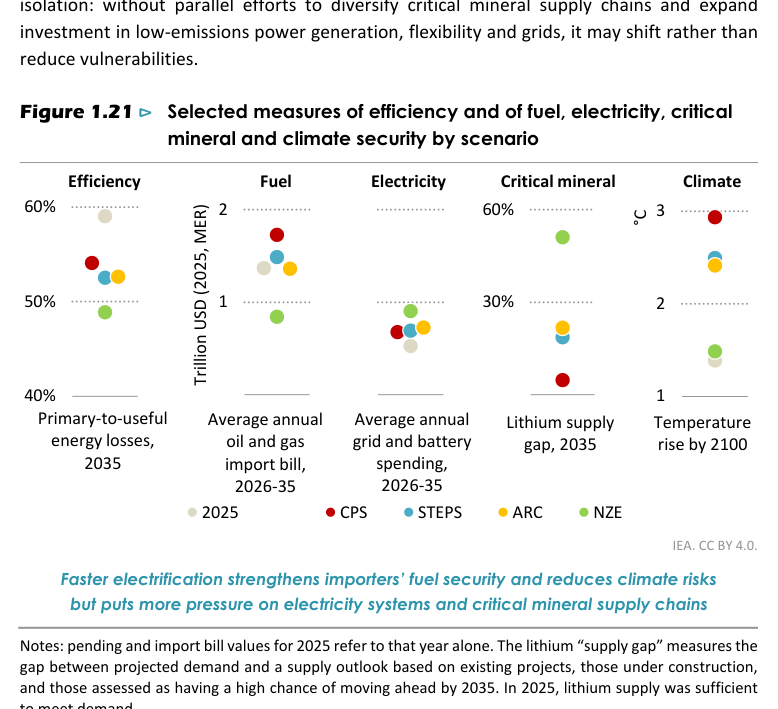 isolation: without parallel efforts to diversify critical mineral supply chains and expand
investment in low-emissions power generation, flexibility and grids, it may shift rather than
reduce vulnerabilities.
Figure 1.21 ▷ Selected measures of efficiency and of fuel, electricity, critical
mineral and climate security by scenario
Efficiency
60%
50%
40%
Primary-to-useful
energy losses,
2035
Fuel
Trillion USD (2025, MER)
2
1
Average annual
oil and gas
import bill,
2026-35
Electricity
Average annual
grid and battery
spending,
2026-35
Critical mineral
60%
30%
Lithium supply
gap, 2035
Climate
°C
3
2
1
Temperature
rise by 2100
2025 CPS STEPS ARC NZE
IEA. CC BY 4.0.
Faster electrification strengthens importers’ fuel security and reduces climate risks
but puts more pressure on electricity systems and critical mineral supply chains
Notes: pending and import bill values for 2025 refer to that year alone. The lithium “supply gap” measures the
gap between projected demand and a supply outlook based on existing projects, those under construction,
and those assessed as having a high chance of moving ahead by 2035. In 2025, lithium supply was sufficient
to meet demand.